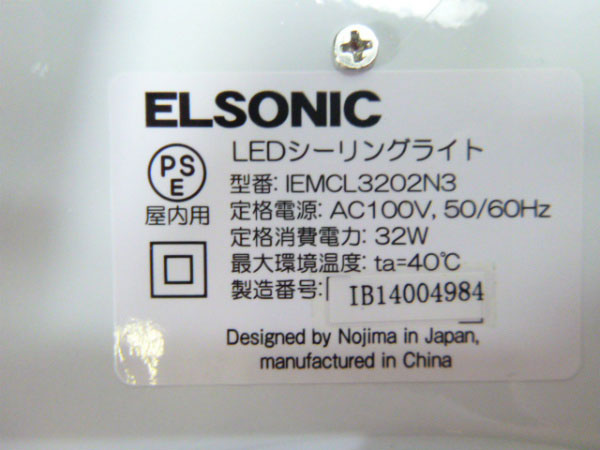 ELSONIC
LEDシーリングライト
PS
E
屋内用
型番: IEMCL3202N3
定格電源: AC100V, 50/60Hz
定格消費電力: 32W
最大環境温度: ta=40℃
製造番号: IB14004984
Designed by Nojima in Japan,
manufactured in China